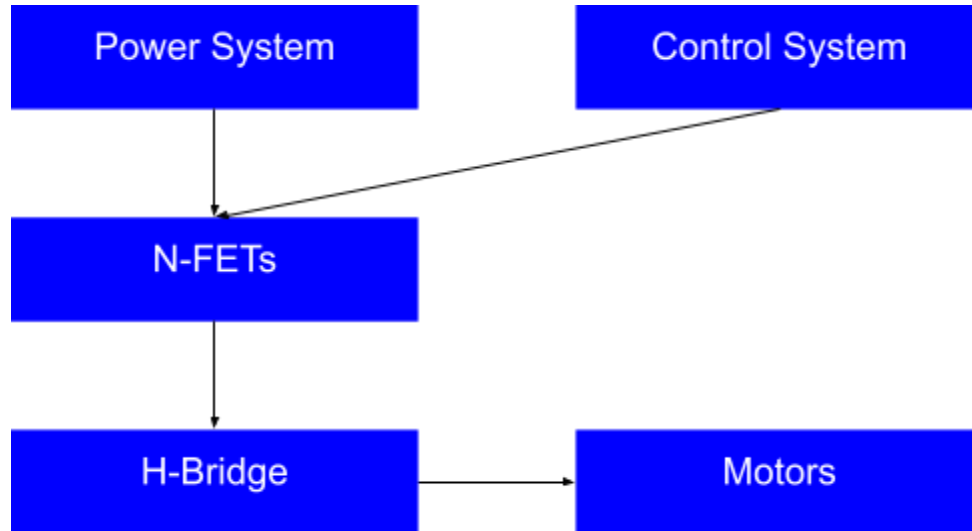 Power System
Control System
N-FETs
H-Bridge
Motors